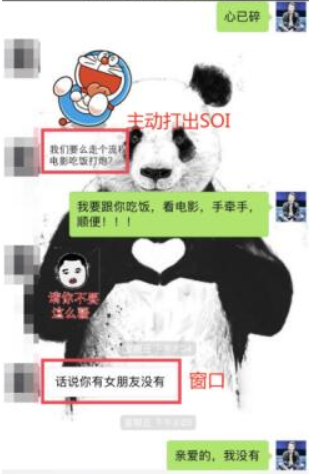 心已碎
主动打出SOI
我们要么走个流程
电影吃饭打炮?
我要跟你吃饭，看电影，手牵手，
顺便！！！
请你不要
这么骚
话说你有女朋友没有
窗口
亲爱的，我没有